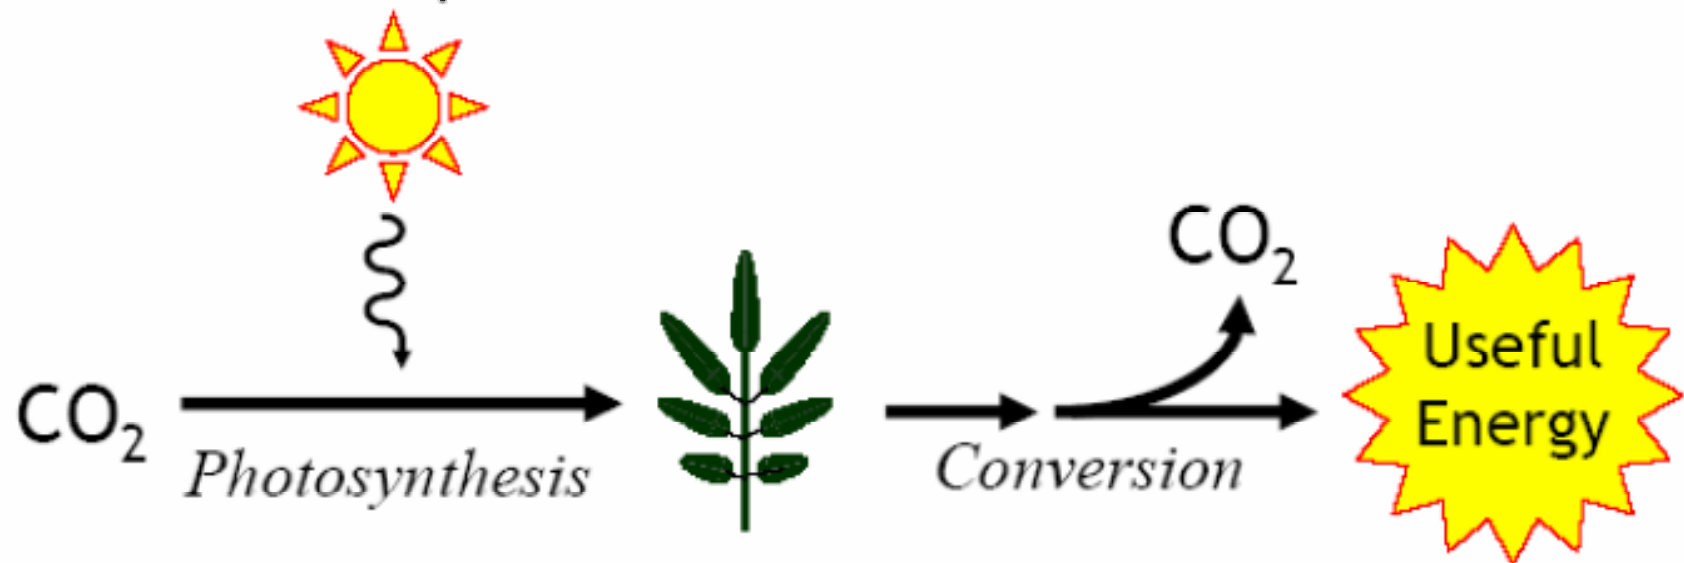 CO₂
Photosynthesis
Conversion
CO₂
Useful
Energy